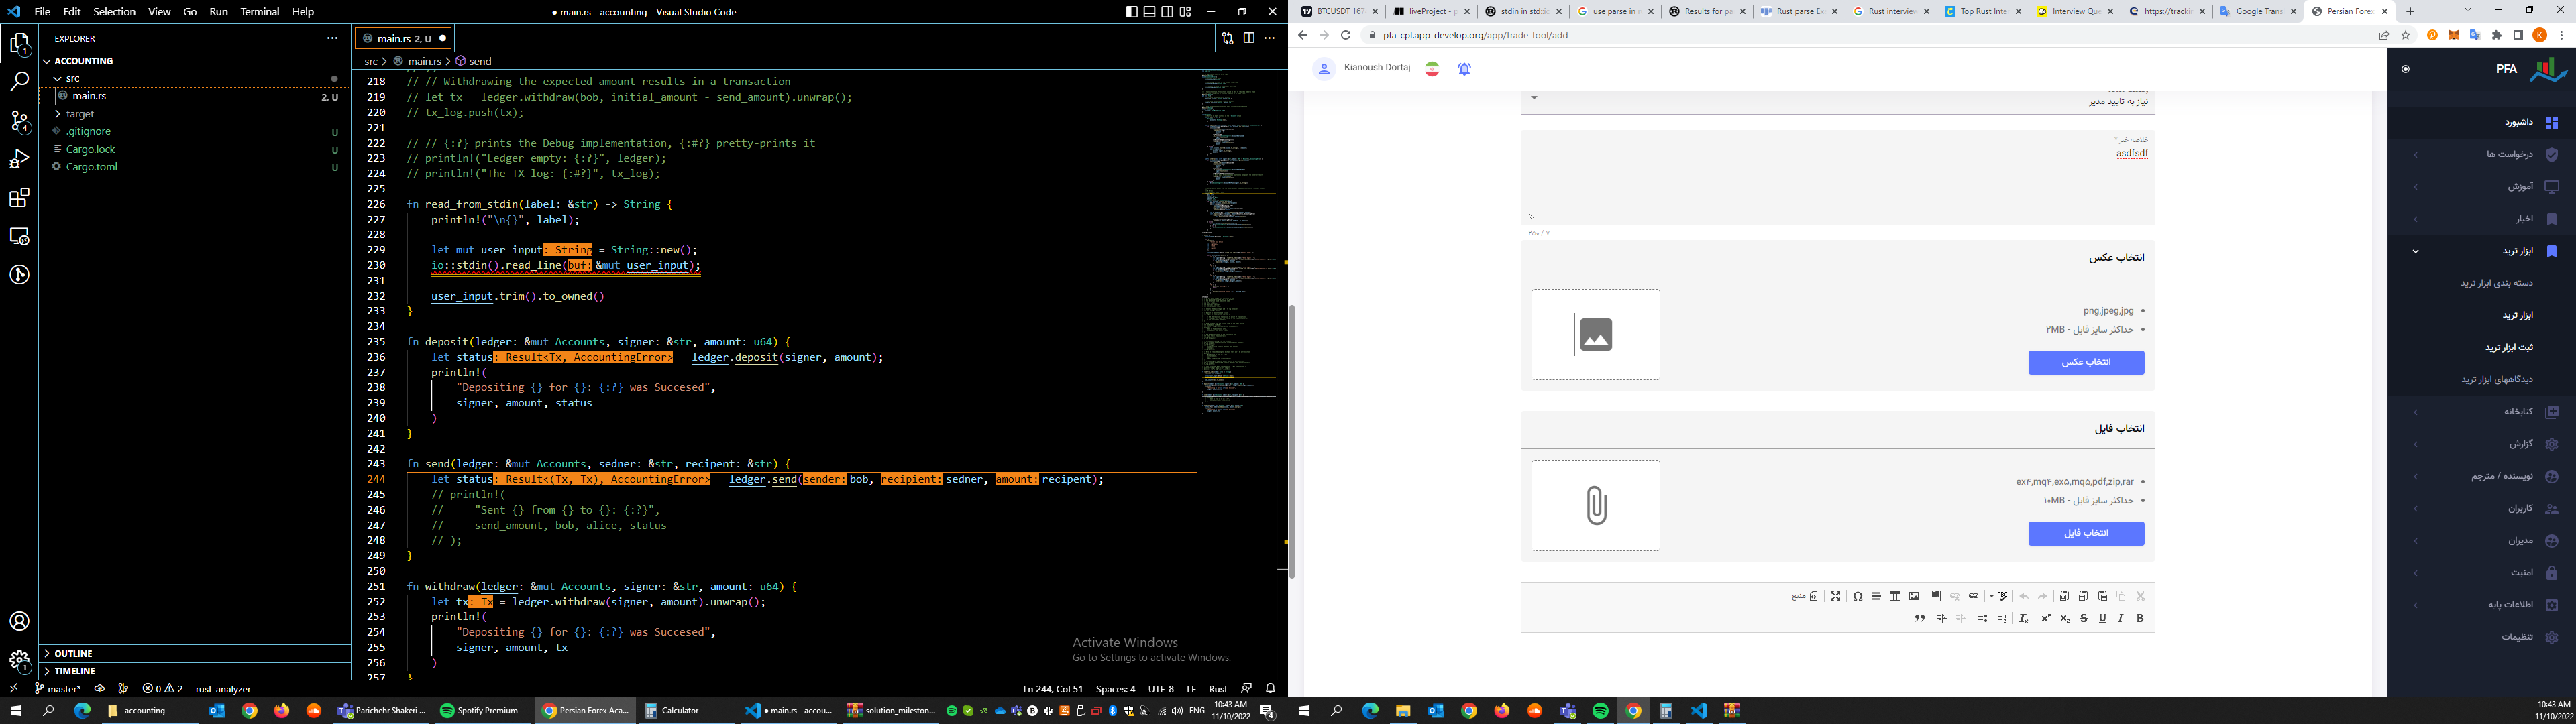 File Edit Selection View Go Run Terminal Help
● main.rs - accounting - Visual Studio Code
EXPLORER
ACCOUNTING
src
main.rs 2, U
target
.gitignore U
Cargo.lock U
Cargo.toml U
OUTLINE
TIMELINE
main.rs 2, U
src > main.rs > send
218 // // Withdrawing the expected amount results in a transaction
219 // let tx = ledger.withdraw(bob, initial_amount - send_amount).unwrap();
220 // tx_log.push(tx);
221
222 // // {:?} prints the Debug implementation, {:#?} pretty-prints it
223 // println!("Ledger empty: {:?}", ledger);
224 // println!("The TX log: {:#?}", tx_log);
225
226 fn read_from_stdin(label: &str) -> String {
227 println!("\n{}", label);
228
229 let mut user_input: String = String::new();
230 io::stdin().read_line(buf: &mut user_input);
231
232 user_input.trim().to_owned()
233 }
234
235 fn deposit(ledger: &mut Accounts, signer: &str, amount: u64) {
236 let status: Result<Tx, AccountingError> = ledger.deposit(signer, amount);
237 println!(
238 "Depositing {} for {}: {:?} was Succesed",
239 signer, amount, status
240 )
241 }
242
243 fn send(ledger: &mut Accounts, sedner: &str, recipent: &str) {
244 let status: Result<(Tx, Tx), AccountingError> = ledger.send(sender: bob, recipient: sedner, amount: recipent);
245 // println!(
246 // "Sent {} from {} to {}: {:?}",
247 // send_amount, bob, alice, status
248 // );
249 }
250
251 fn withdraw(ledger: &mut Accounts, signer: &str, amount: u64) {
252 let tx: Tx = ledger.withdraw(signer, amount).unwrap();
253 println!(
254 "Depositing {} for {}: {:?} was Succesed",
255 signer, amount, tx
256 )
257 }
Activate Windows
Go to Settings to activate Windows.
master* 0 2 rust-analyzer
Ln 244, Col 51 Spaces: 4 UTF-8 LF Rust
accounting
Parichehr Shakeri ...
Spotify Premium
Persian Forex Aca...
Calculator
● main.rs - accou...
solution_mileston...
ENG
10:43 AM
11/10/2022
BTCUSDT 167
liveProject - p
stdin in std::io
use parse in r
Results for pa
Rust parse Ex
Rust interview
Top Rust Inte
Interview Que
https://trackin
Google Trans
Persian Forex
pfa-cpl.app-develop.org/app/trade-tool/add
Kianoush Dortaj
PFA
نیاز به تایید مدیر
خلاصه خبر *
asdfsdf
۲۵۰ / ۷
انتخاب عکس
png,jpeg,jpg
حداکثر سایز فایل - ۲MB
انتخاب عکس
انتخاب فایل
ex۴,mq۴,ex۵,mq۵,pdf,zip,rar
حداکثر سایز فایل - ۱۰MB
انتخاب فایل
منبع
داشبورد
درخواست ها
آموزش
اخبار
ابزار ترید
دسته بندی ابزار ترید
ابزار ترید
ثبت ابزار ترید
دیدگاههای ابزار ترید
کتابخانه
گزارش
نویسنده / مترجم
کاربران
مدیران
امنیت
اطلاعات پایه
تنظیمات
10:43 AM
11/10/2022